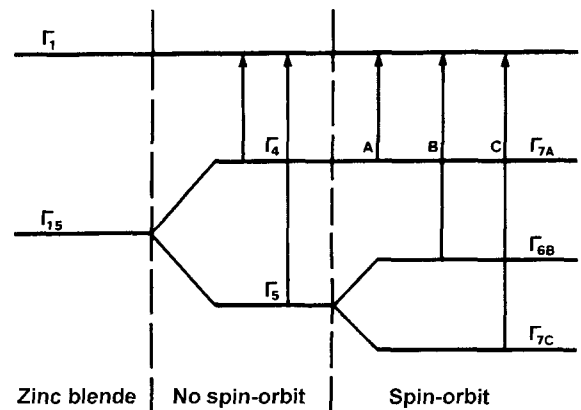 Γ1
Γ4 A B C Γ7A
Γ15
Γ6B
Γ5
Γ7C
Zinc blende No spin-orbit Spin-orbit